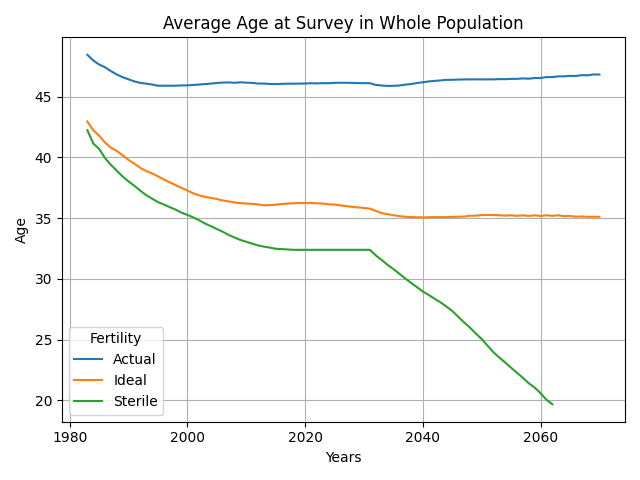 Average Age at Survey in Whole Population
Age
45
40
35
30
25
20
Fertility
Actual
Ideal
Sterile
1980
2000
2020
2040
2060
Years